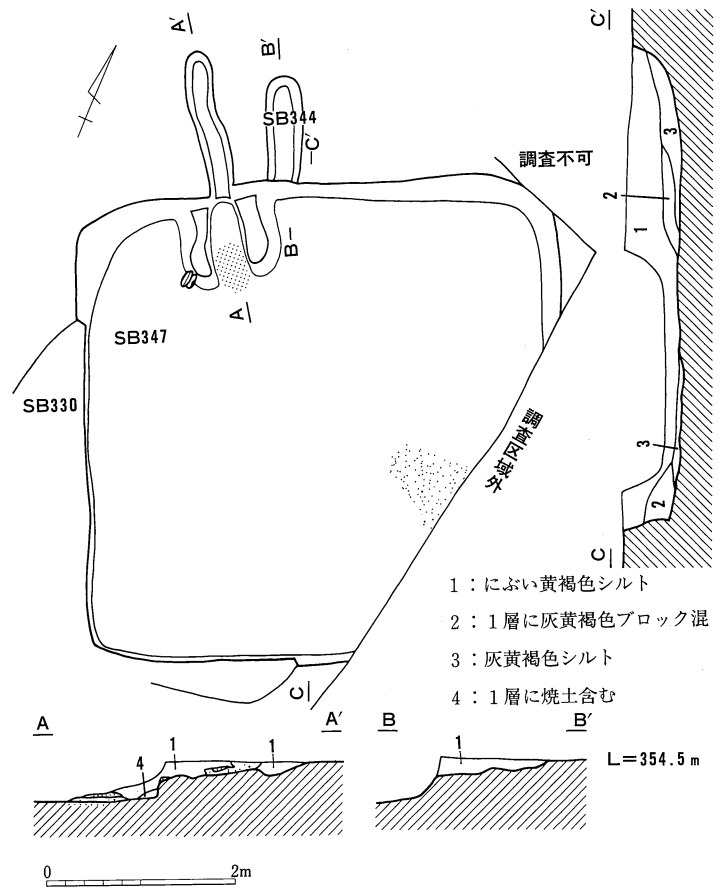 A′
B′
C′
SB344
C′
調査不可
3
2
1
B
A
SB347
SB330
調査区域外
3
2
C
C
1：にぶい黄褐色シルト
2：1層に灰黄褐色ブロック混
3：灰黄褐色シルト
4：1層に焼土含む
A
A′
B
B′
4
1
1
1
L=354.5m
0
2m